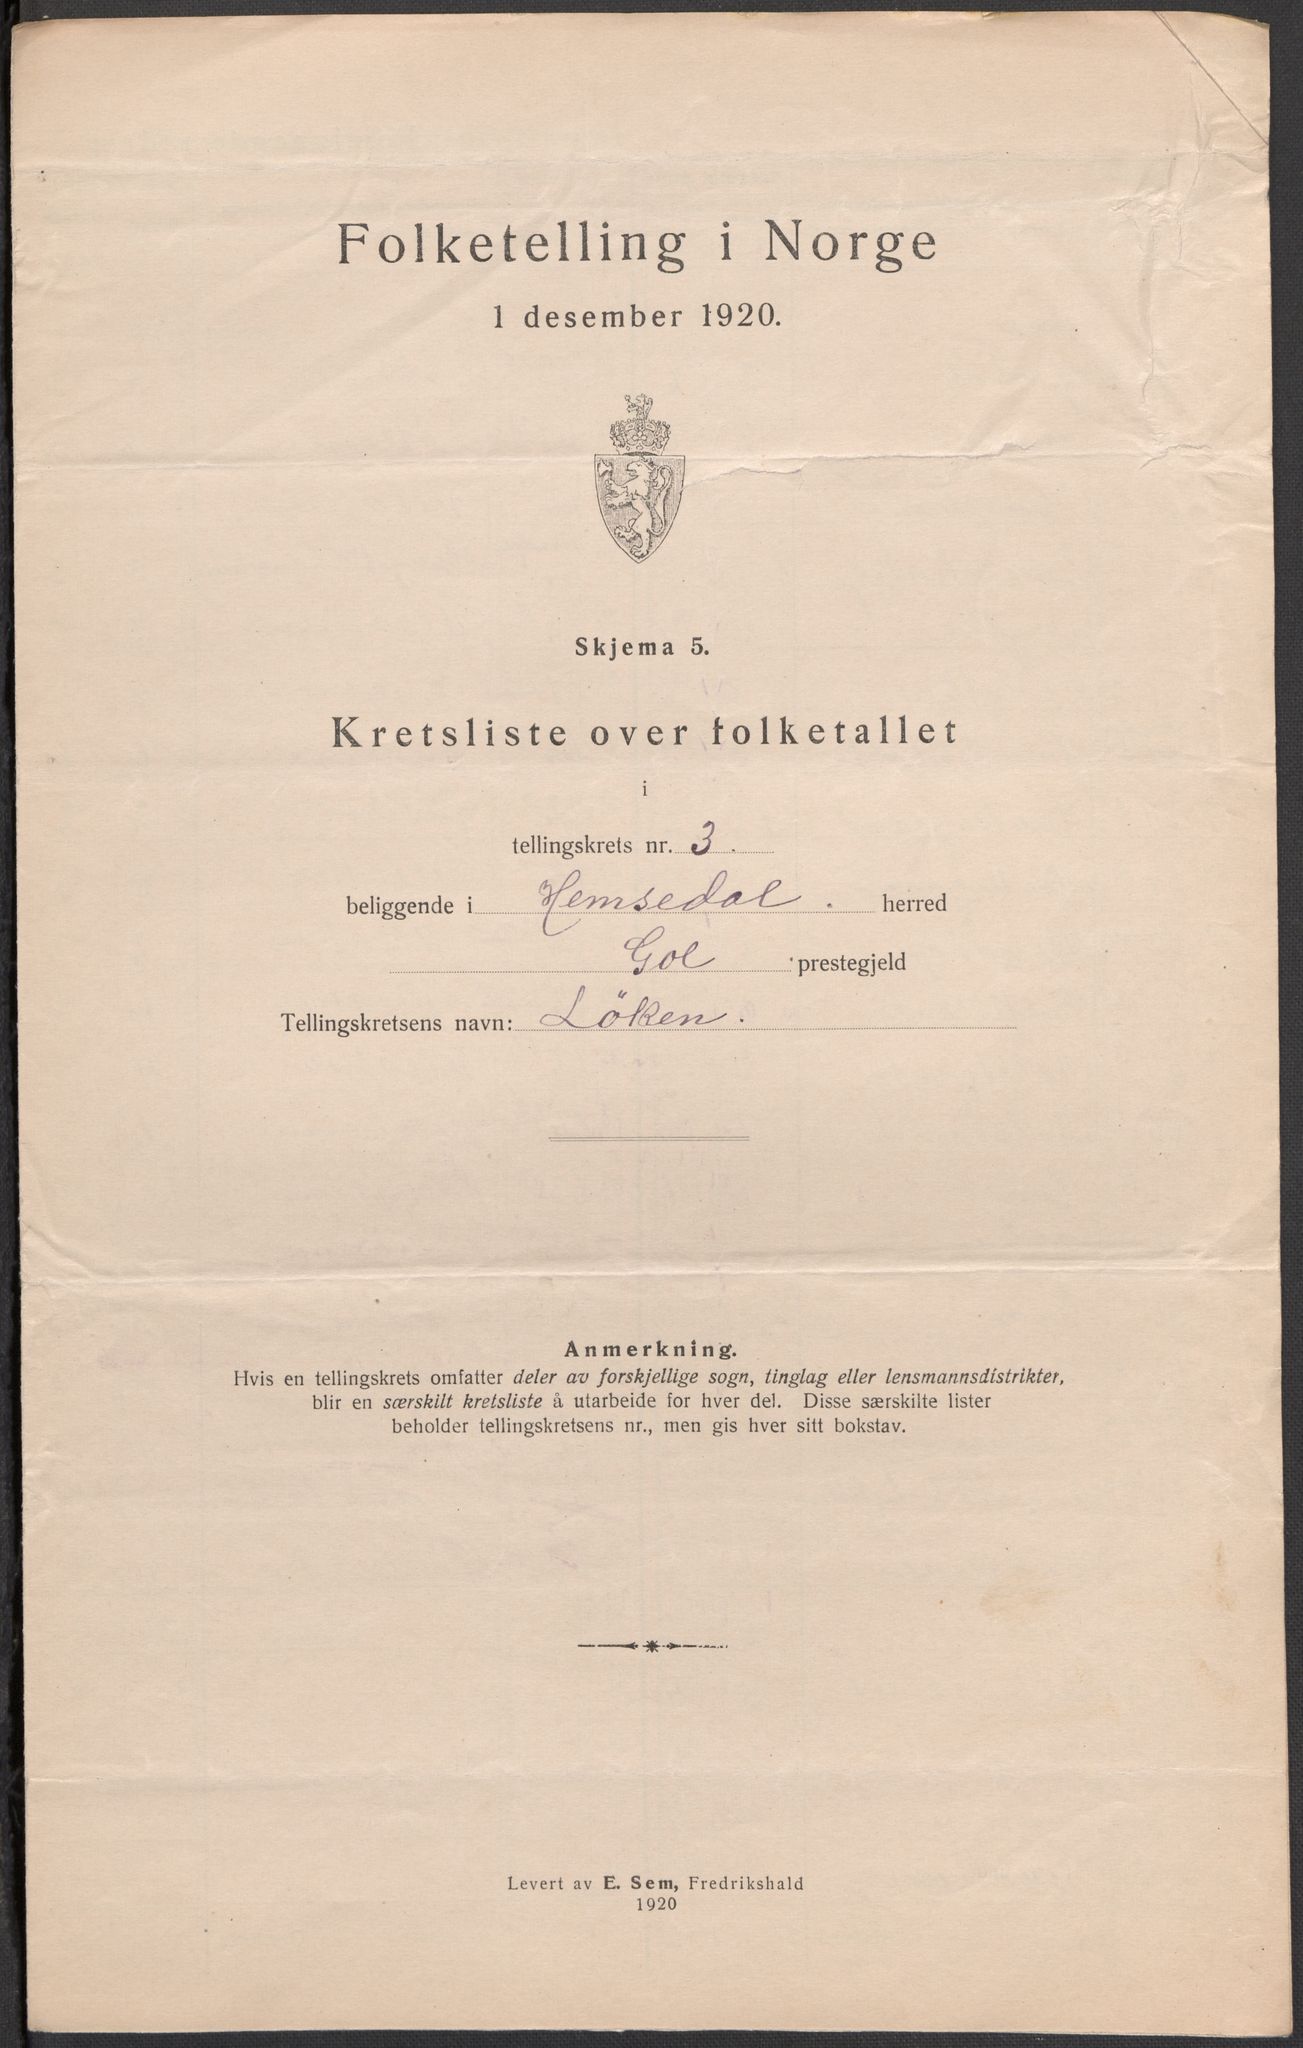 Folketelling i Norge
1 desember 1920.
Skjema 5.
Kretsliste over folketallet
i
tellingskrets nr. 3.
beliggende i Hemsedal. herred
Gol prestegjeld
Tellingskretsens navn: Löken.
Anmerkning.
Hvis en tellingskrets omfatter deler av forskjellige sogn, tinglag eller lensmannsdistrikter,
blir en særskilt kretsliste å utarbeide for hver del. Disse særskilte lister
beholder tellingskretsens nr., men gis hver sitt bokstav.
Levert av E. Sem, Fredrikshald
1920